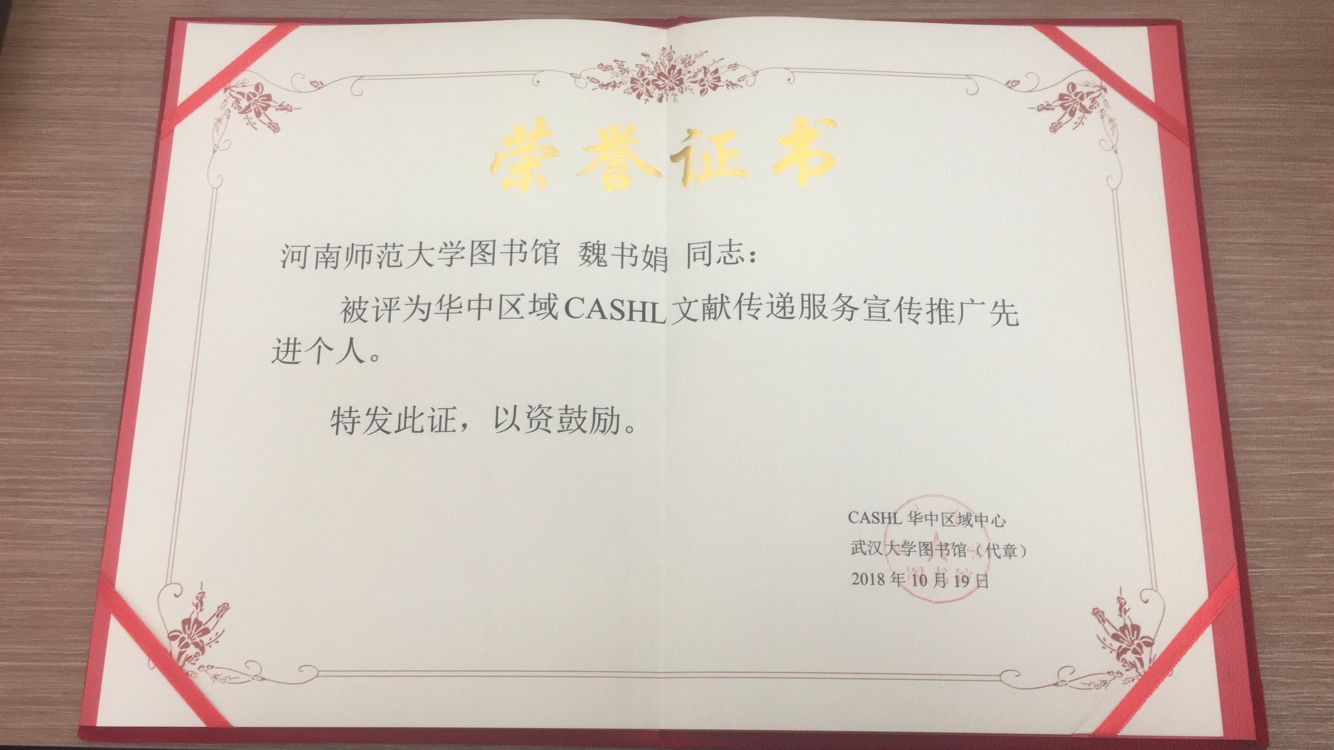 荣誉证书
河南师范大学图书馆 魏书娟 同志：
被评为华中区域CASHL文献传递服务宣传推广先
进个人。
特发此证，以资鼓励。
CASHL 华中区域中心
武汉大学图书馆（代章）
2018 年 10 月 19 日
图书馆